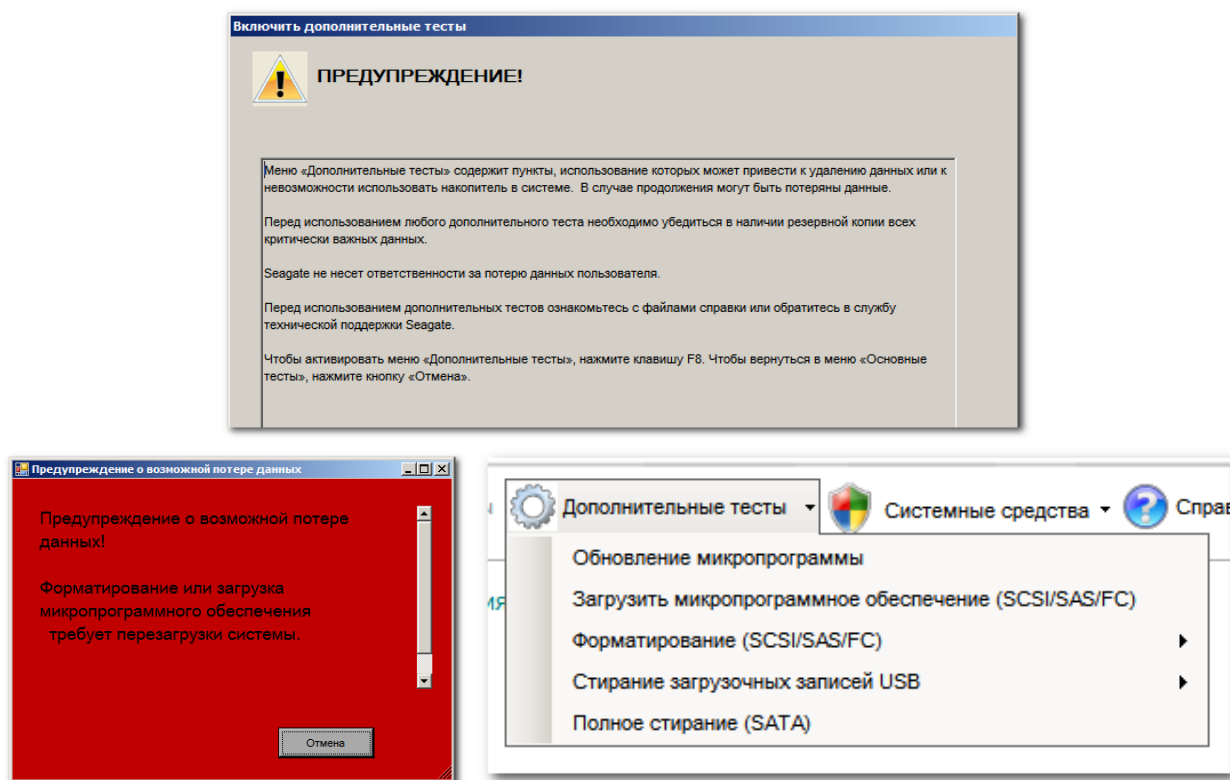 Включить дополнительные тесты
ПРЕДУПРЕЖДЕНИЕ!
Меню «Дополнительные тесты» содержит пункты, использование которых может привести к удалению данных или к
невозможности использовать накопитель в системе. В случае продолжения могут быть потеряны данные.
Перед использованием любого дополнительного теста необходимо убедиться в наличии резервной копии всех
критически важных данных.
Seagate не несет ответственности за потерю данных пользователя.
Перед использованием дополнительных тестов ознакомьтесь с файлами справки или обратитесь в службу
технической поддержки Seagate.
Чтобы активировать меню «Дополнительные тесты», нажмите клавишу F8. Чтобы вернуться в меню «Основные
тесты», нажмите кнопку «Отмена».
Предупреждение о возможной потере данных
Предупреждение о возможной потере
данных!
Форматирование или загрузка
микропрограммного обеспечения
требует перезагрузки системы.
Отмена
Дополнительные тесты
Системные средства
Обновление микропрограммы
Загрузить микропрограммное обеспечение (SCSI/SAS/FC)
Форматирование (SCSI/SAS/FC)
Стирание загрузочных записей USB
Полное стирание (SATA)